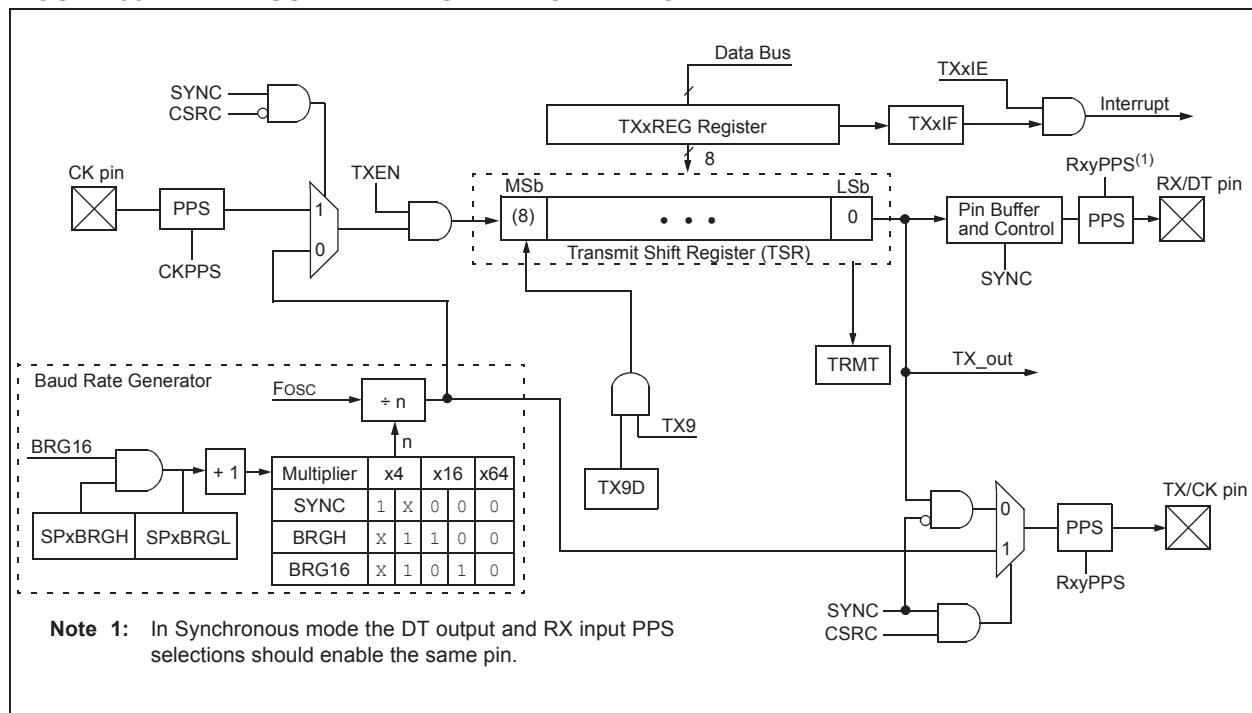 Data Bus
TXxIE
Interrupt
SYNC
CSRC
TXxREG Register
TXxIF
8
CK pin
TXEN
MSb
LSb
RxyPPS(1)
RX/DT pin
PPS
1
(8)
• • •
0
Pin Buffer
and Control
PPS
0
Transmit Shift Register (TSR)
CKPPS
SYNC
TRMT
TX_out
Baud Rate Generator
FOSC
÷ n
n
TX9
BRG16
+ 1
TX9D
Multiplier x4 x16 x64
SYNC 1 X 0 0 0
BRGH X 1 1 0 0
BRG16 X 1 0 1 0
SPxBRGH SPxBRGL
TX/CK pin
0
PPS
1
RxyPPS
SYNC
CSRC
Note 1: In Synchronous mode the DT output and RX input PPS
selections should enable the same pin.